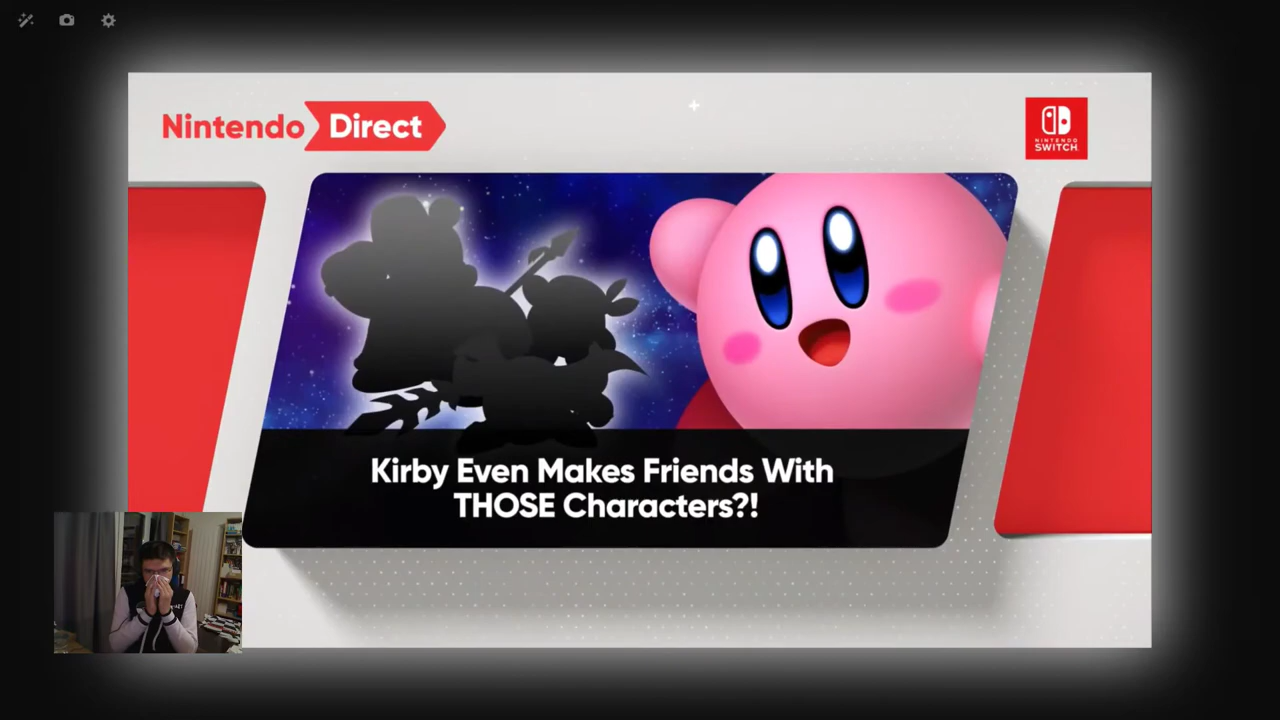 Nintendo Direct
NINTENDO
SWITCH
Kirby Even Makes Friends With
THOSE Characters?!